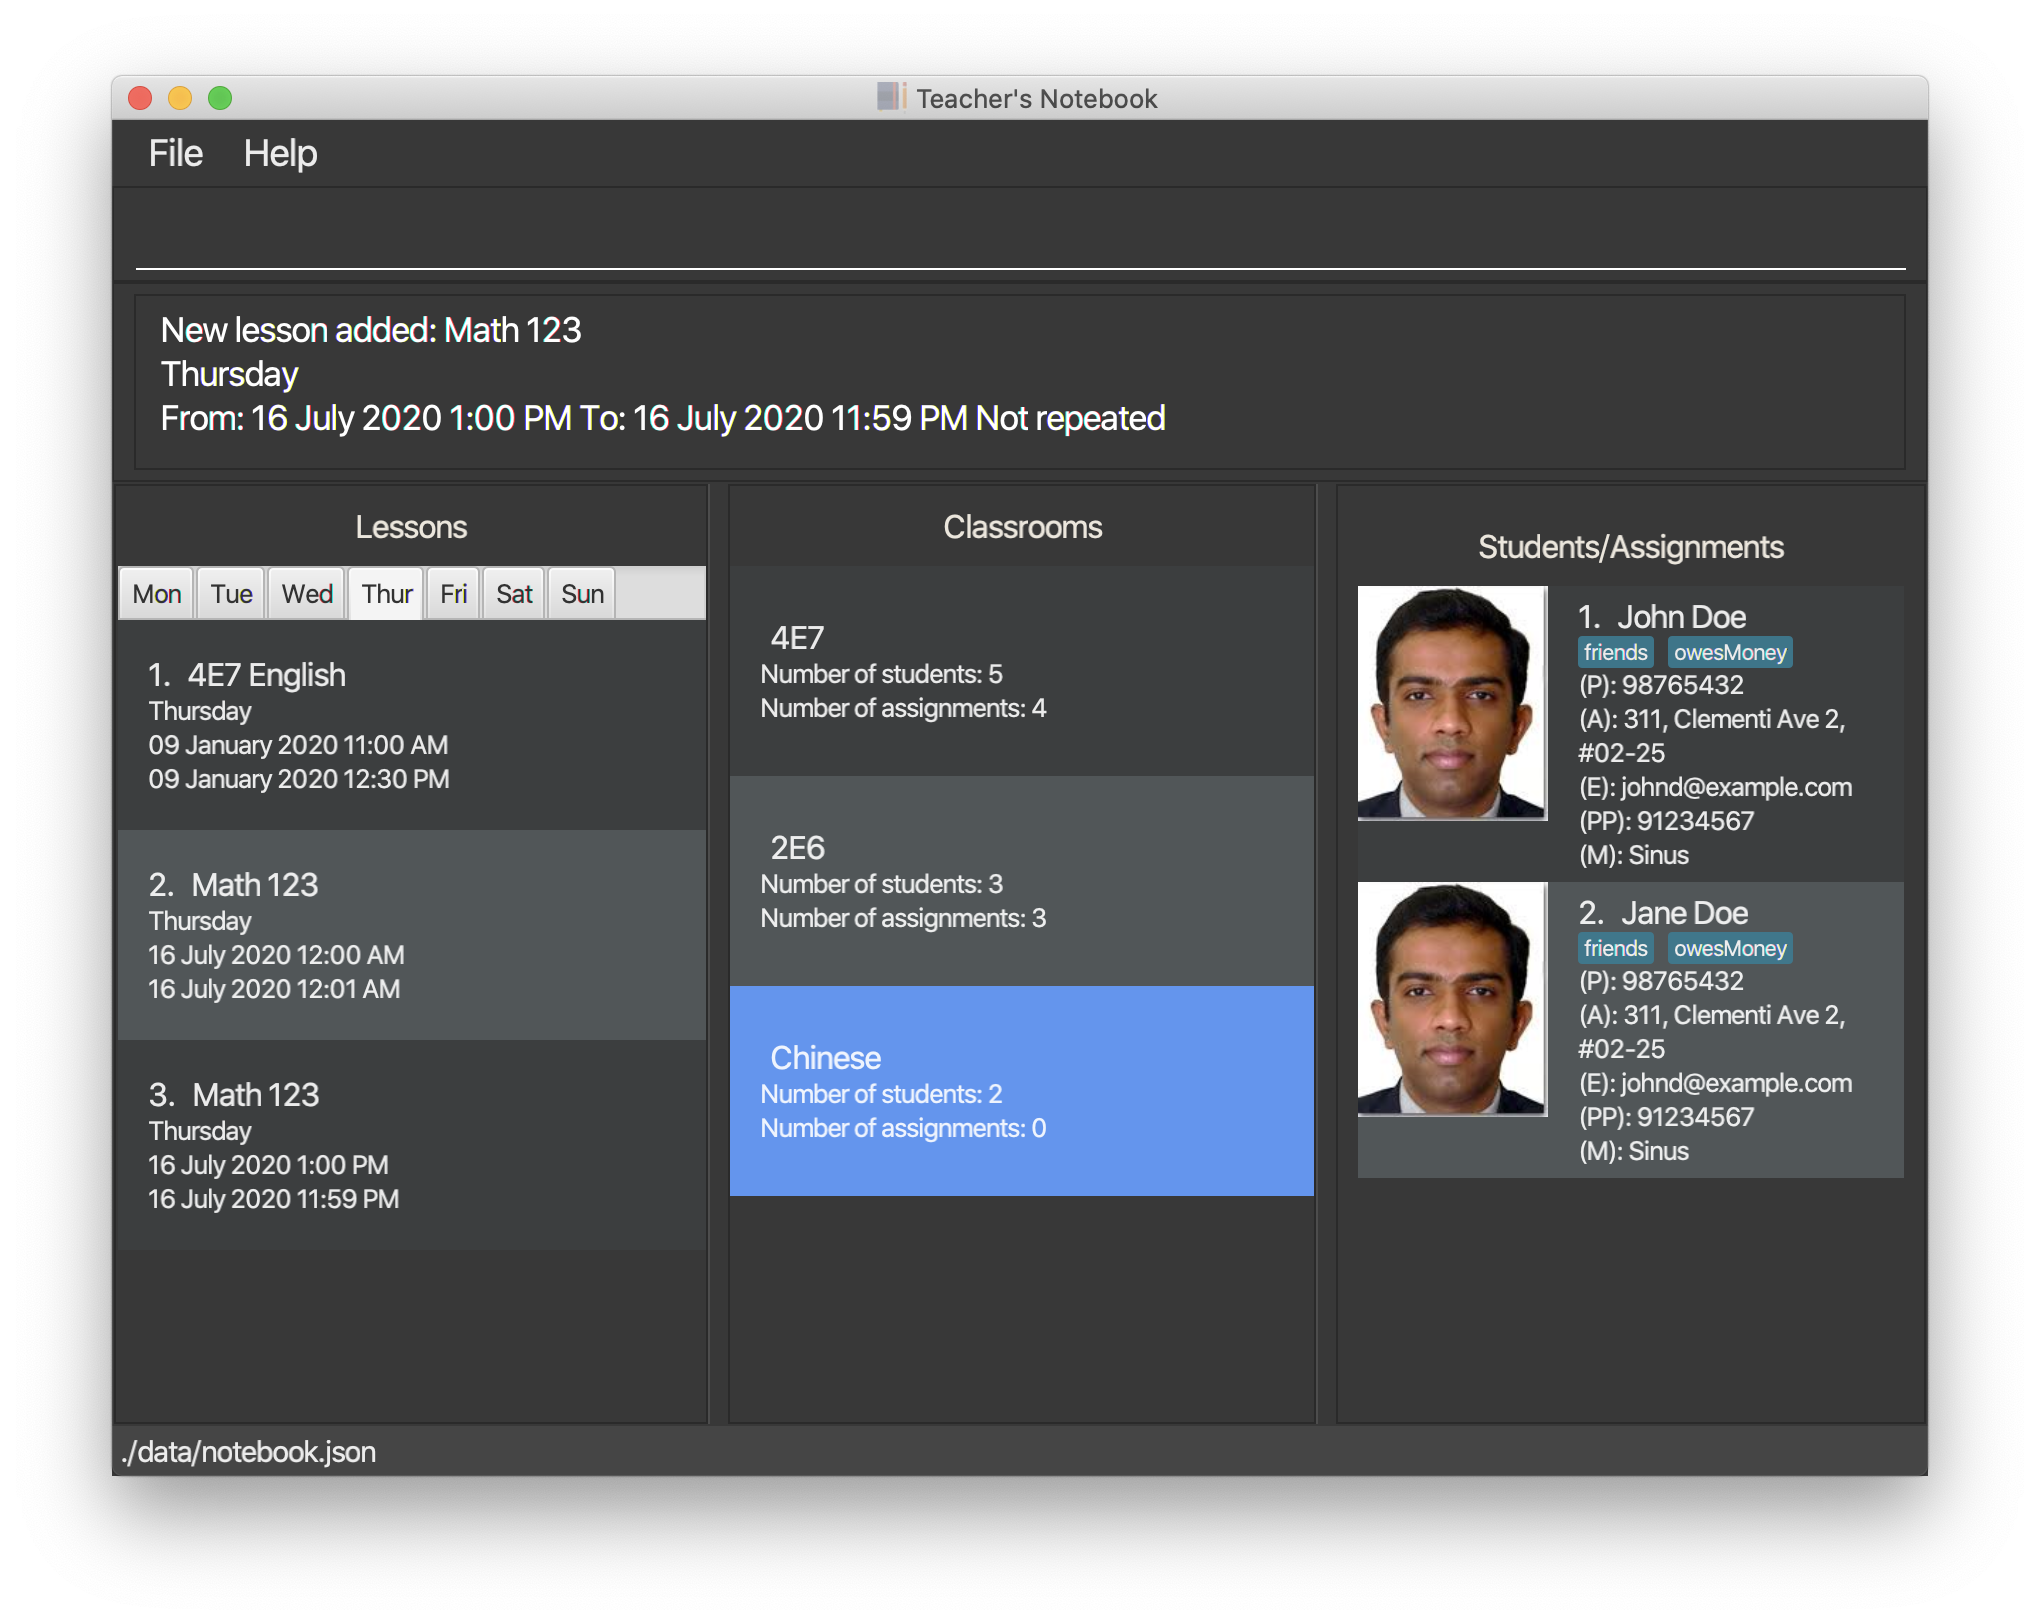 Teacher's Notebook
File Help
New lesson added: Math 123
Thursday
From: 16 July 2020 1:00 PM To: 16 July 2020 11:59 PM Not repeated
Lessons
Mon Tue Wed Thur Fri Sat Sun
1. 4E7 English
Thursday
09 January 2020 11:00 AM
09 January 2020 12:30 PM
2. Math 123
Thursday
16 July 2020 12:00 AM
16 July 2020 12:01 AM
3. Math 123
Thursday
16 July 2020 1:00 PM
16 July 2020 11:59 PM
Classrooms
4E7
Number of students: 5
Number of assignments: 4
2E6
Number of students: 3
Number of assignments: 3
Chinese
Number of students: 2
Number of assignments: 0
Students/Assignments
1. John Doe
friends owesMoney
(P): 98765432
(A): 311, Clementi Ave 2,
#02-25
(E): johnd@example.com
(PP): 91234567
(M): Sinus
2. Jane Doe
friends owesMoney
(P): 98765432
(A): 311, Clementi Ave 2,
#02-25
(E): johnd@example.com
(PP): 91234567
(M): Sinus
./data/notebook.json